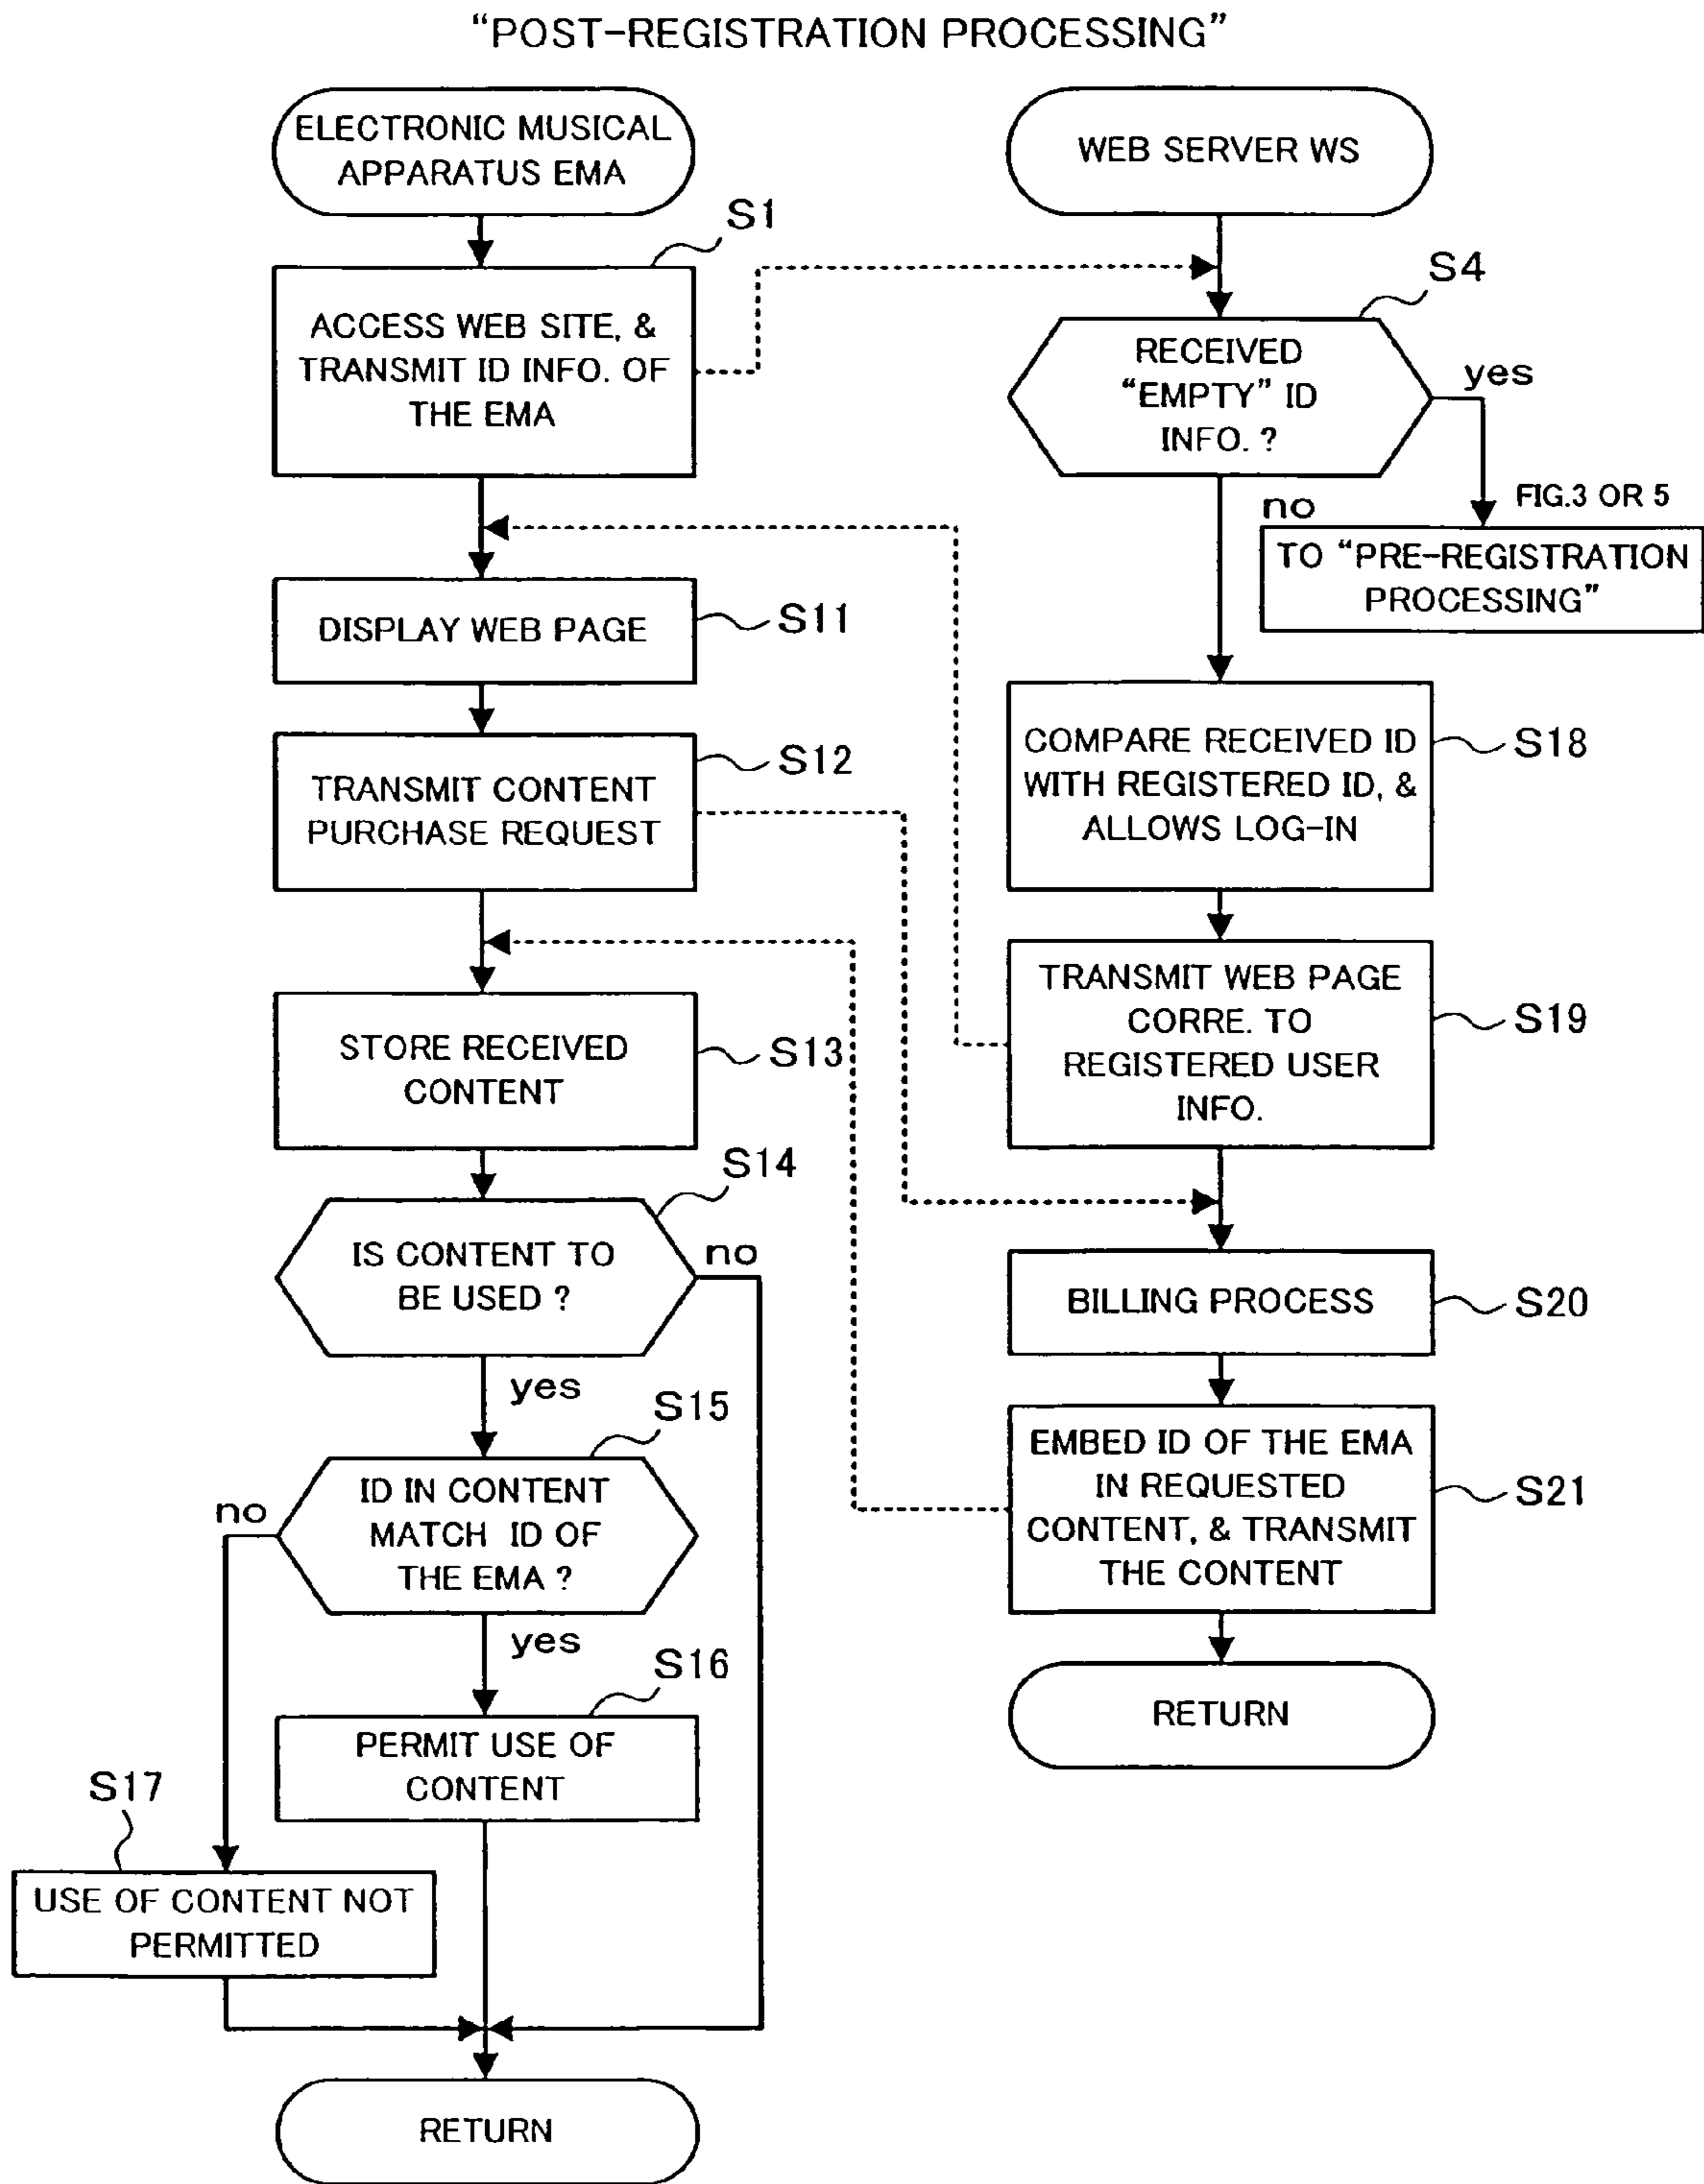 “POST-REGISTRATION PROCESSING”
ELECTRONIC MUSICAL
APPARATUS EMA
S1
ACCESS WEB SITE, &
TRANSMIT ID INFO. OF
THE EMA
DISPLAY WEB PAGE
S11
TRANSMIT CONTENT
PURCHASE REQUEST
S12
STORE RECEIVED
CONTENT
S13
S14
IS CONTENT TO
BE USED ?
no
yes
S15
ID IN CONTENT
MATCH ID OF
THE EMA ?
no
yes
S16
PERMIT USE OF
CONTENT
S17
USE OF CONTENT NOT
PERMITTED
RETURN
WEB SERVER WS
S4
RECEIVED
“EMPTY” ID
INFO. ?
yes
no
FIG.3 OR 5
TO “PRE-REGISTRATION
PROCESSING”
COMPARE RECEIVED ID
WITH REGISTERED ID, &
ALLOWS LOG-IN
S18
TRANSMIT WEB PAGE
CORRE. TO
REGISTERED USER
INFO.
S19
BILLING PROCESS
S20
EMBED ID OF THE EMA
IN REQUESTED
CONTENT, & TRANSMIT
THE CONTENT
S21
RETURN